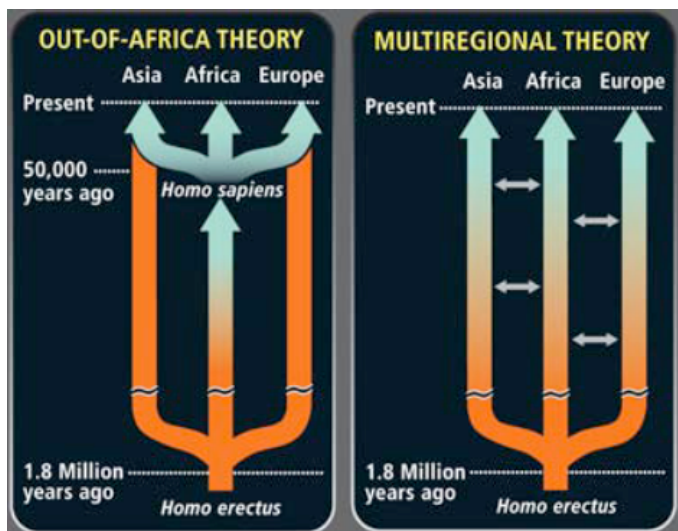 OUT-OF-AFRICA THEORY
Asia Africa Europe
Present
50,000
years ago
Homo sapiens
1.8 Million
years ago
Homo erectus
MULTIREGIONAL THEORY
Asia Africa Europe
Present
1.8 Million
years ago
Homo erectus